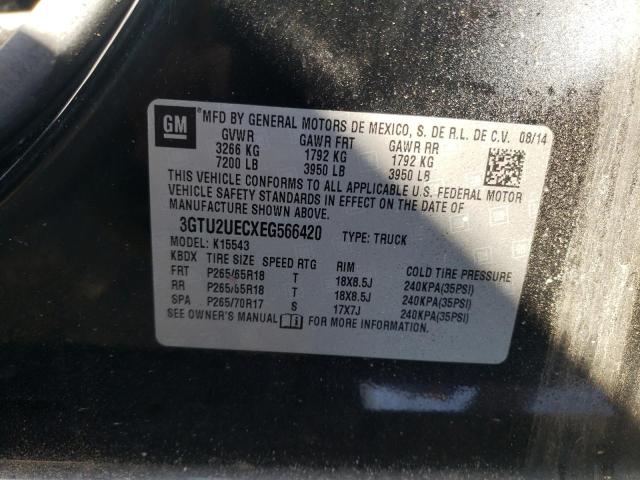 GM ®MFD BY GENERAL MOTORS DE MEXICO, S. DE R.L. DE C.V. 08/14
GVWR GAWR FRT GAWR RR
3266 KG 1792 KG 1792 KG
7200 LB 3950 LB 3950 LB
THIS VEHICLE CONFORMS TO ALL APPLICABLE U.S. FEDERAL MOTOR
VEHICLE SAFETY STANDARDS IN EFFECT ON THE DATE OF
MANUFACTURE SHOWN ABOVE.
3GTU2UECXEG566420 TYPE: TRUCK
MODEL: K15543
KBDX TIRE SIZE SPEED RTG RIM COLD TIRE PRESSURE
FRT P265/65R18 T 18X8.5J 240KPA(35PSI)
RR P265/65R18 T 18X8.5J 240KPA(35PSI)
SPA P265/70R17 S 17X7J 240KPA(35PSI)
SEE OWNER'S MANUAL FOR MORE INFORMATION.